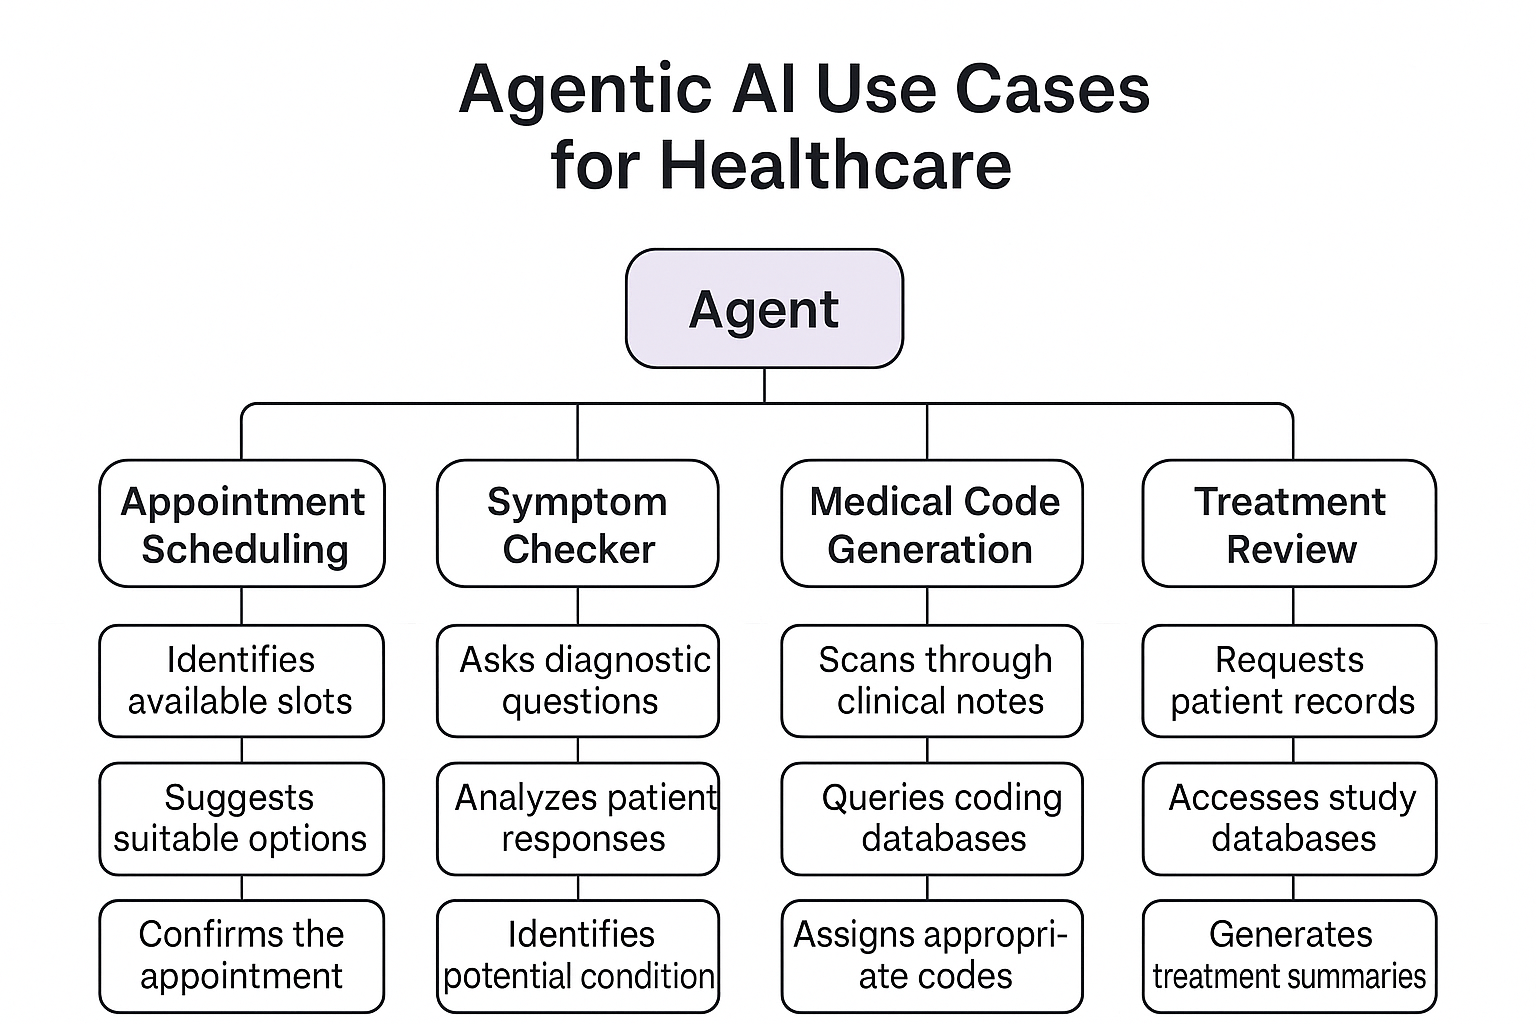 Agentic AI Use Cases
for Healthcare
Agent
Appointment
Scheduling
Identifies
available slots
Suggests
suitable options
Confirms the
appointment
Symptom
Checker
Asks diagnostic
questions
Analyzes patient
responses
Identifies
potential condition
Medical Code
Generation
Scans through
clinical notes
Queries coding
databases
Assigns appropri-
ate codes
Treatment
Review
Requests
patient records
Accesses study
databases
Generates
treatment summaries